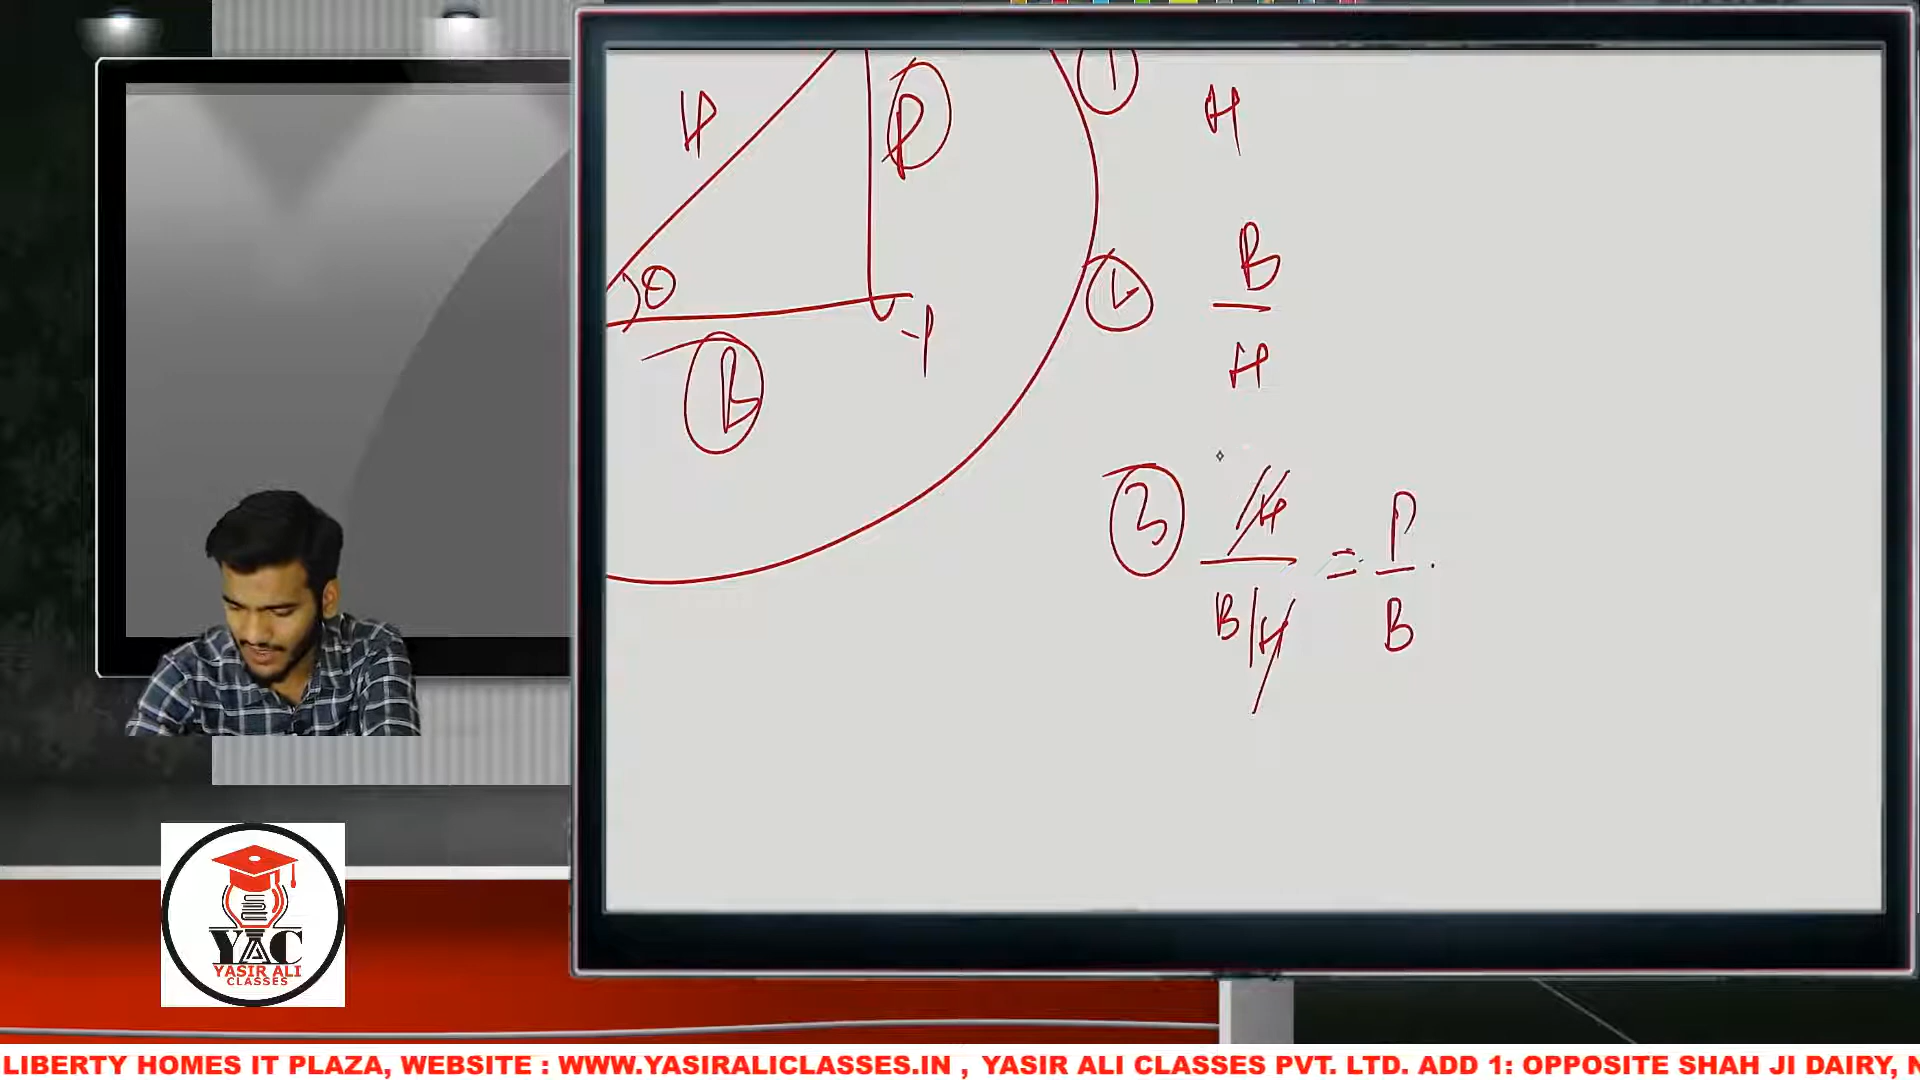 H
P
θ
B
1
H
2
B
H
3
H
B/H
=
P
B
YAC
YASIR ALI
CLASSES
LIBERTY HOMES IT PLAZA, WEBSITE : WWW.YASIRALICLASSES.IN , YASIR ALI CLASSES PVT. LTD. ADD 1: OPPOSITE SHAH JI DAIRY, N